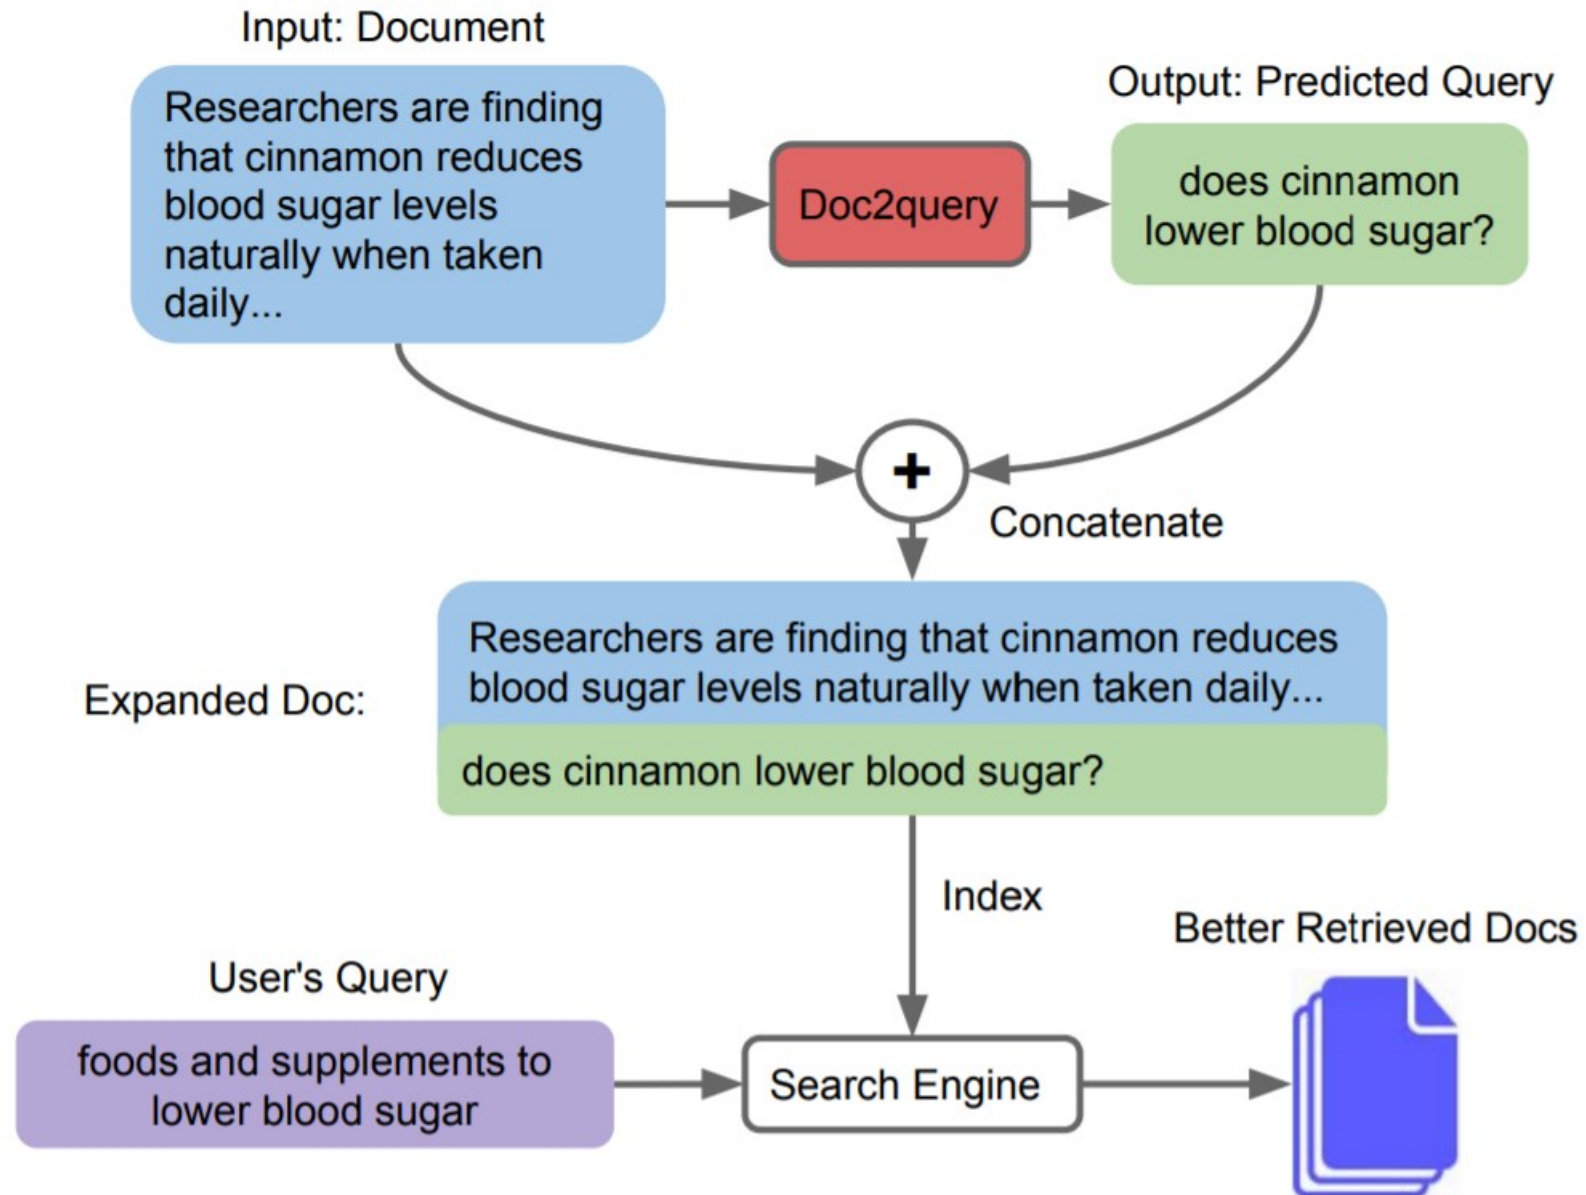 Input: Document
Output: Predicted Query
Researchers are finding
that cinnamon reduces
blood sugar levels
naturally when taken
daily...
Doc2query
does cinnamon
lower blood sugar?
+
Concatenate
Expanded Doc:
Researchers are finding that cinnamon reduces
blood sugar levels naturally when taken daily...
does cinnamon lower blood sugar?
Index
Better Retrieved Docs
User's Query
foods and supplements to
lower blood sugar
Search Engine